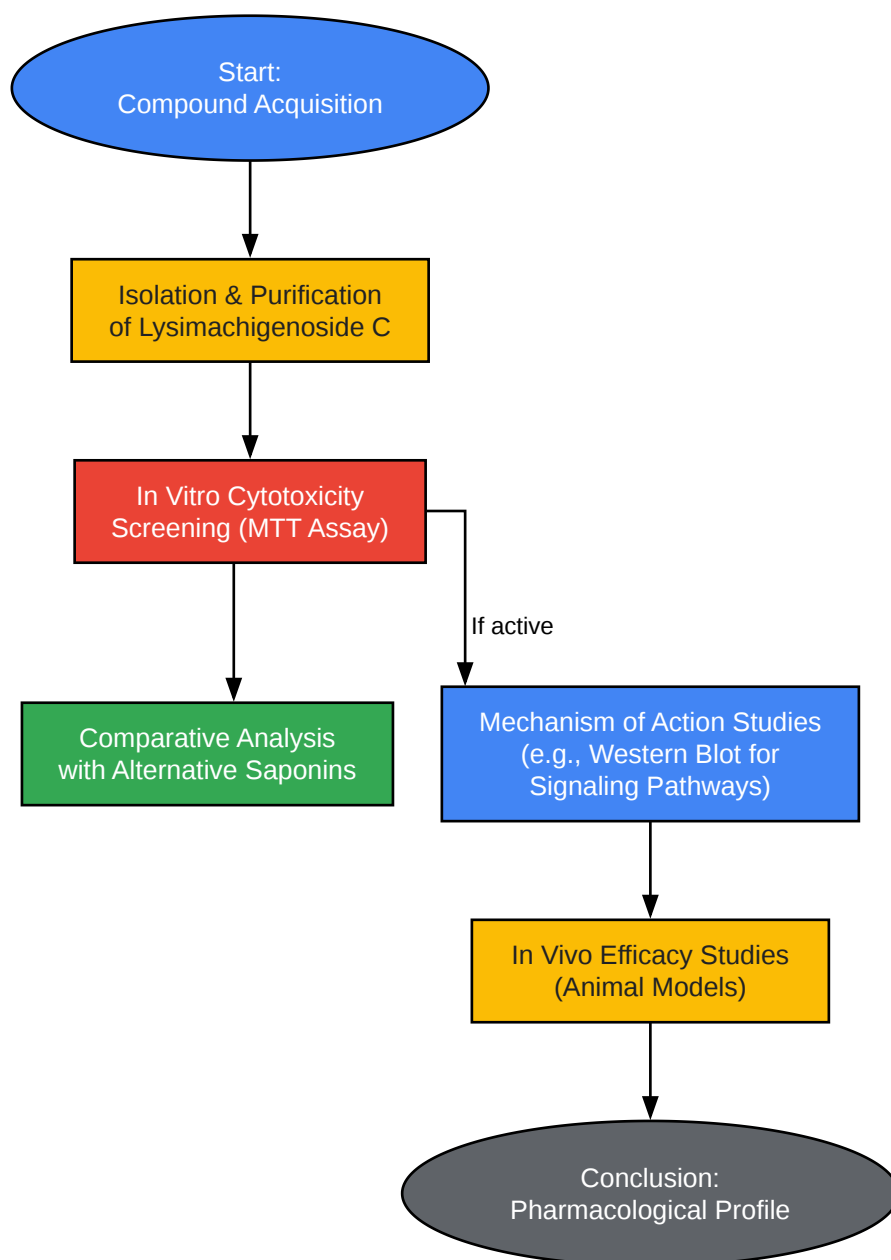 Start:
Compound Acquisition
Isolation & Purification
of Lysimachigenoside C
In Vitro Cytotoxicity
Screening (MTT Assay)
If active
Comparative Analysis
with Alternative Saponins
Mechanism of Action Studies
(e.g., Western Blot for
Signaling Pathways)
In Vivo Efficacy Studies
(Animal Models)
Conclusion:
Pharmacological Profile